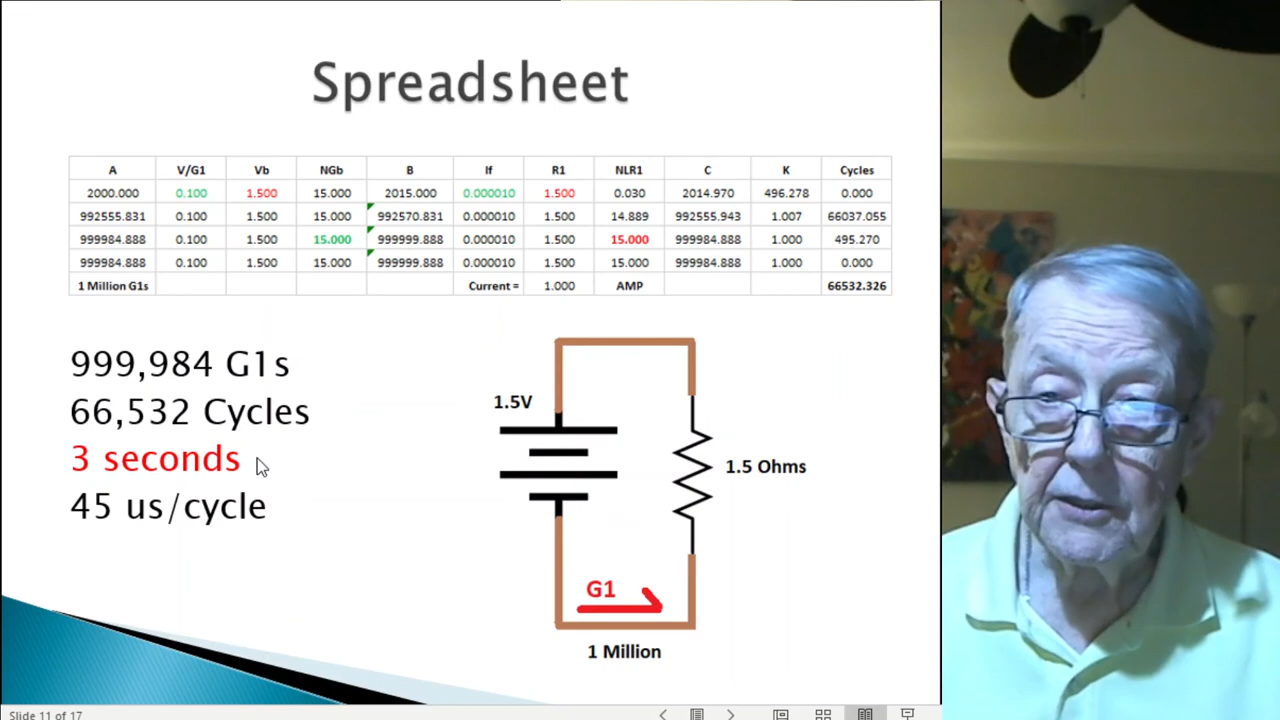 Spreadsheet
A V/G1 Vb NGb B If R1 NLR1 C K Cycles
2000.000 0.100 1.500 15.000 2015.000 0.000010 1.500 0.030 2014.970 496.278 0.000
992555.831 0.100 1.500 15.000 992570.831 0.000010 1.500 14.889 992555.943 1.007 66037.055
999984.888 0.100 1.500 15.000 999999.888 0.000010 1.500 15.000 999984.888 1.000 495.270
999984.888 0.100 1.500 15.000 999999.888 0.000010 1.500 15.000 999984.888 1.000 0.000
1 Million G1s Current = 1.000 AMP 66532.326
999,984 G1s
66,532 Cycles
3 seconds
45 us/cycle
1.5V
1.5 Ohms
G1
1 Million
Slide 11 of 17